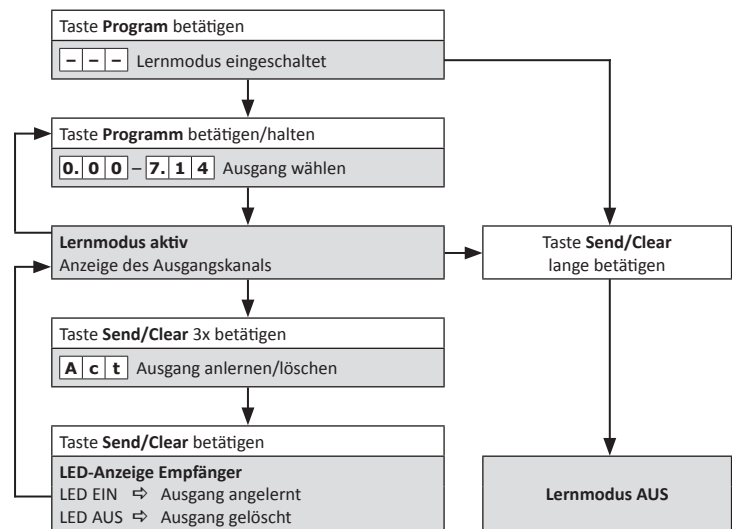 Taste Program betätigen
– – – Lernmodus eingeschaltet
Taste Programm betätigen/halten
0. 0 0 – 7. 1 4 Ausgang wählen
Lernmodus aktiv
Anzeige des Ausgangskanals
Taste Send/Clear
lange betätigen
Taste Send/Clear 3x betätigen
A c t Ausgang anlernen/löschen
Taste Send/Clear betätigen
LED-Anzeige Empfänger
LED EIN ⇨ Ausgang angelernt
LED AUS ⇨ Ausgang gelöscht
Lernmodus AUS